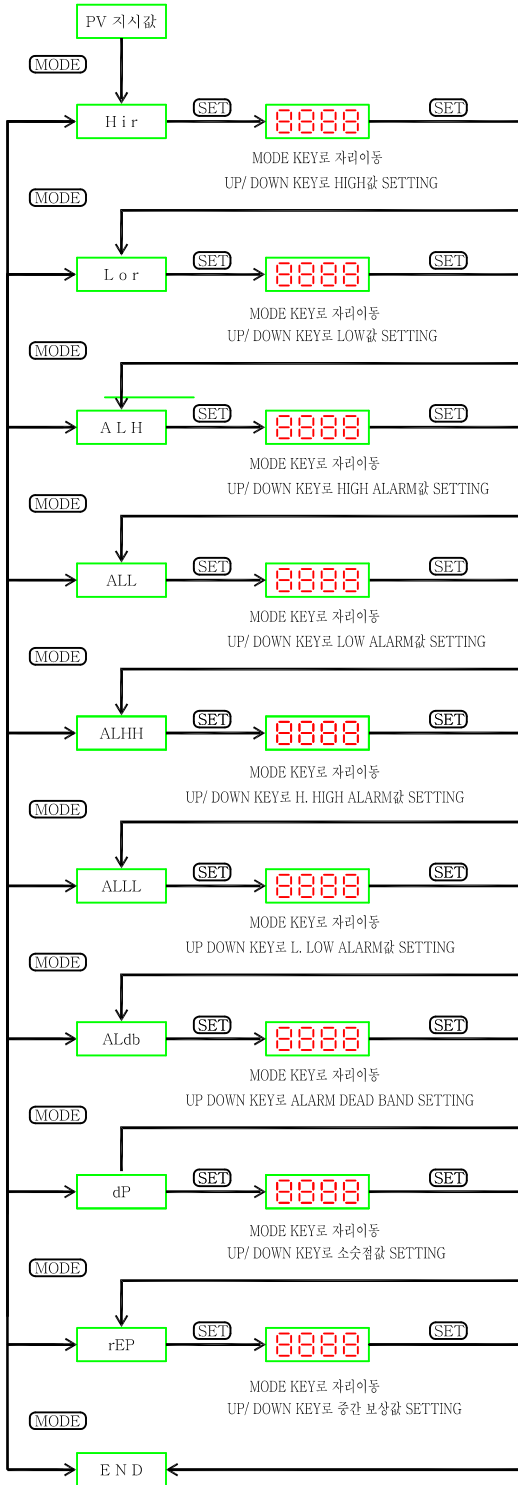 PV 지시값
MODE
H i r
SET
8888
SET
MODE KEY로 자리이동
UP/ DOWN KEY로 HIGH값 SETTING
MODE
L o r
SET
8888
SET
MODE KEY로 자리이동
UP/ DOWN KEY로 LOW값 SETTING
MODE
A L H
SET
8888
SET
MODE KEY로 자리이동
UP/ DOWN KEY로 HIGH ALARM값 SETTING
MODE
ALL
SET
8888
SET
MODE KEY로 자리이동
UP/ DOWN KEY로 LOW ALARM값 SETTING
MODE
ALHH
SET
8888
SET
MODE KEY로 자리이동
UP/ DOWN KEY로 H. HIGH ALARM값 SETTING
MODE
ALLL
SET
8888
SET
MODE KEY로 자리이동
UP DOWN KEY로 L. LOW ALARM값 SETTING
MODE
ALdb
SET
8888
SET
MODE KEY로 자리이동
UP DOWN KEY로 ALARM DEAD BAND SETTING
MODE
dP
SET
8888
SET
MODE KEY로 자리이동
UP/ DOWN KEY로 소숫점값 SETTING
MODE
rEP
SET
8888
SET
MODE KEY로 자리이동
UP/ DOWN KEY로 중간 보상값 SETTING
MODE
E N D